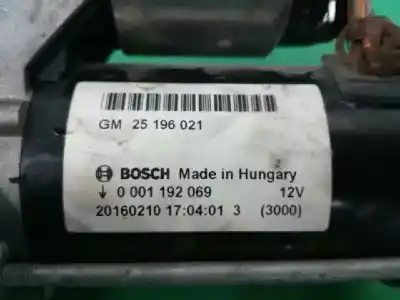 GM 25 196 021
BOSCH Made in Hungary
↓ 0 001 192 069 12V
20160210 17:04:01 3 (3000)